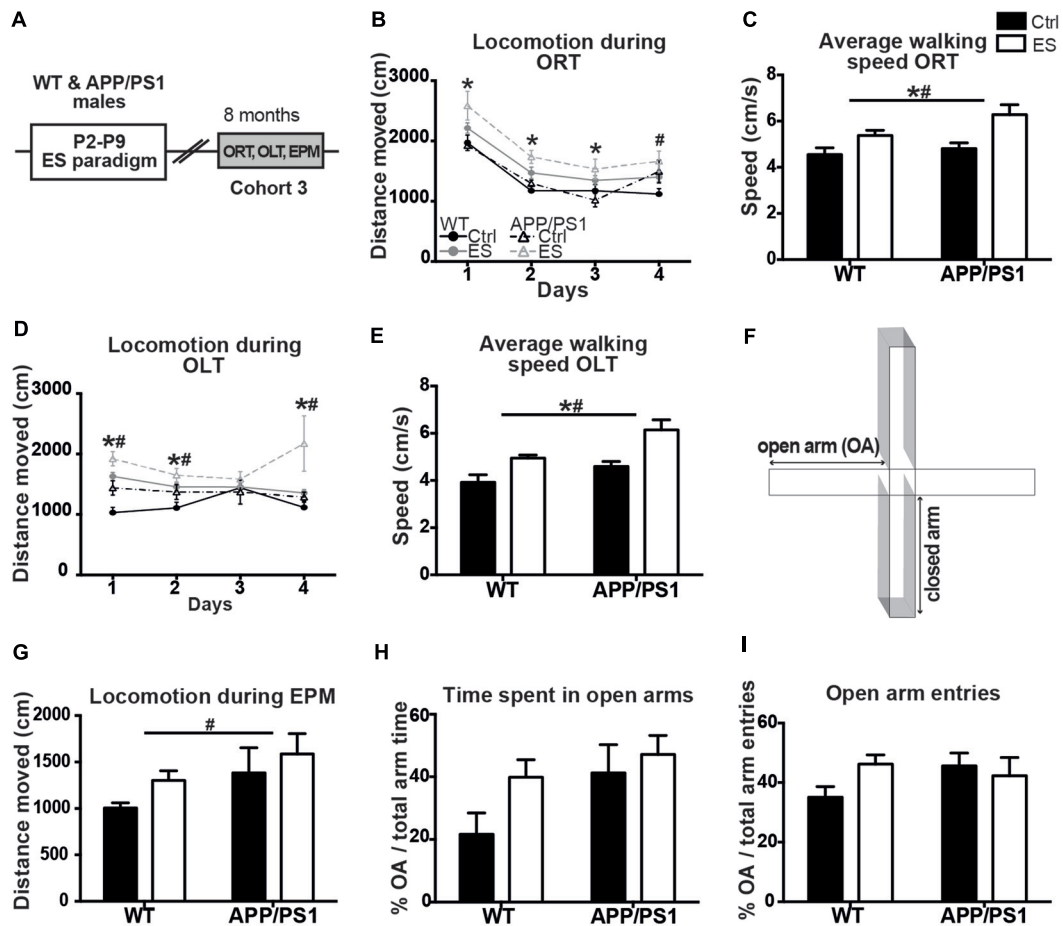 A
WT & APP/PS1
males
P2-P9
ES paradigm
8 months
ORT, OLT, EPM
Cohort 3
B
Locomotion during
ORT
Distance moved (cm)
3000
2000
1000
0
*
*
*
#
WT
APP/PS1
Ctrl
Ctrl
ES
ES
1 2 3 4
Days
C
Ctrl
ES
Average walking
speed ORT
Speed (cm/s)
8
6
4
2
0
*#
WT
APP/PS1
D
Locomotion during
OLT
Distance moved (cm)
3000
2000
1000
0
*#
*#
*#
1 2 3 4
Days
E
Average walking
speed OLT
Speed (cm/s)
8
6
4
2
0
*#
WT
APP/PS1
F
open arm (OA)
closed arm
G
Locomotion during EPM
Distance moved (cm)
2000
1500
1000
500
0
#
WT
APP/PS1
H
Time spent in open arms
% OA / total arm time
60
40
20
0
WT
APP/PS1
I
Open arm entries
% OA / total arm entries
60
40
20
0
WT
APP/PS1